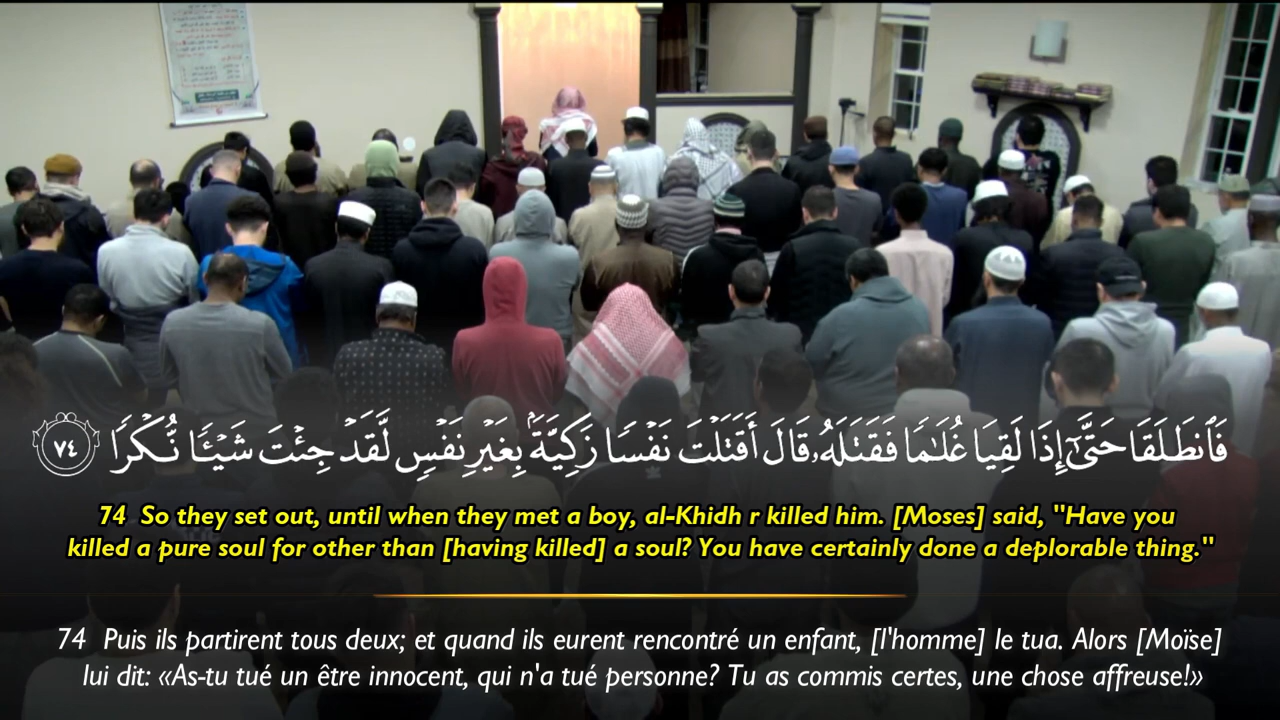 فَٱنطَلَقَا حَتَّىٰٓ إِذَا لَقِيَا غُلَـٰمًا فَقَتَلَهُۥ قَالَ أَقَتَلْتَ نَفْسًا زَكِيَّةًۢ بِغَيْرِ نَفْسٍ لَّقَدْ جِئْتَ شَيْـًٔا نُّكْرًا ٧٤
74 So they set out, until when they met a boy, al-Khidh r killed him. [Moses] said, "Have you
killed a pure soul for other than [having killed] a soul? You have certainly done a deplorable thing."
74 Puis ils partirent tous deux; et quand ils eurent rencontré un enfant, [l'homme] le tua. Alors [Moïse]
lui dit: «As-tu tué un être innocent, qui n'a tué personne? Tu as commis certes, une chose affreuse!»